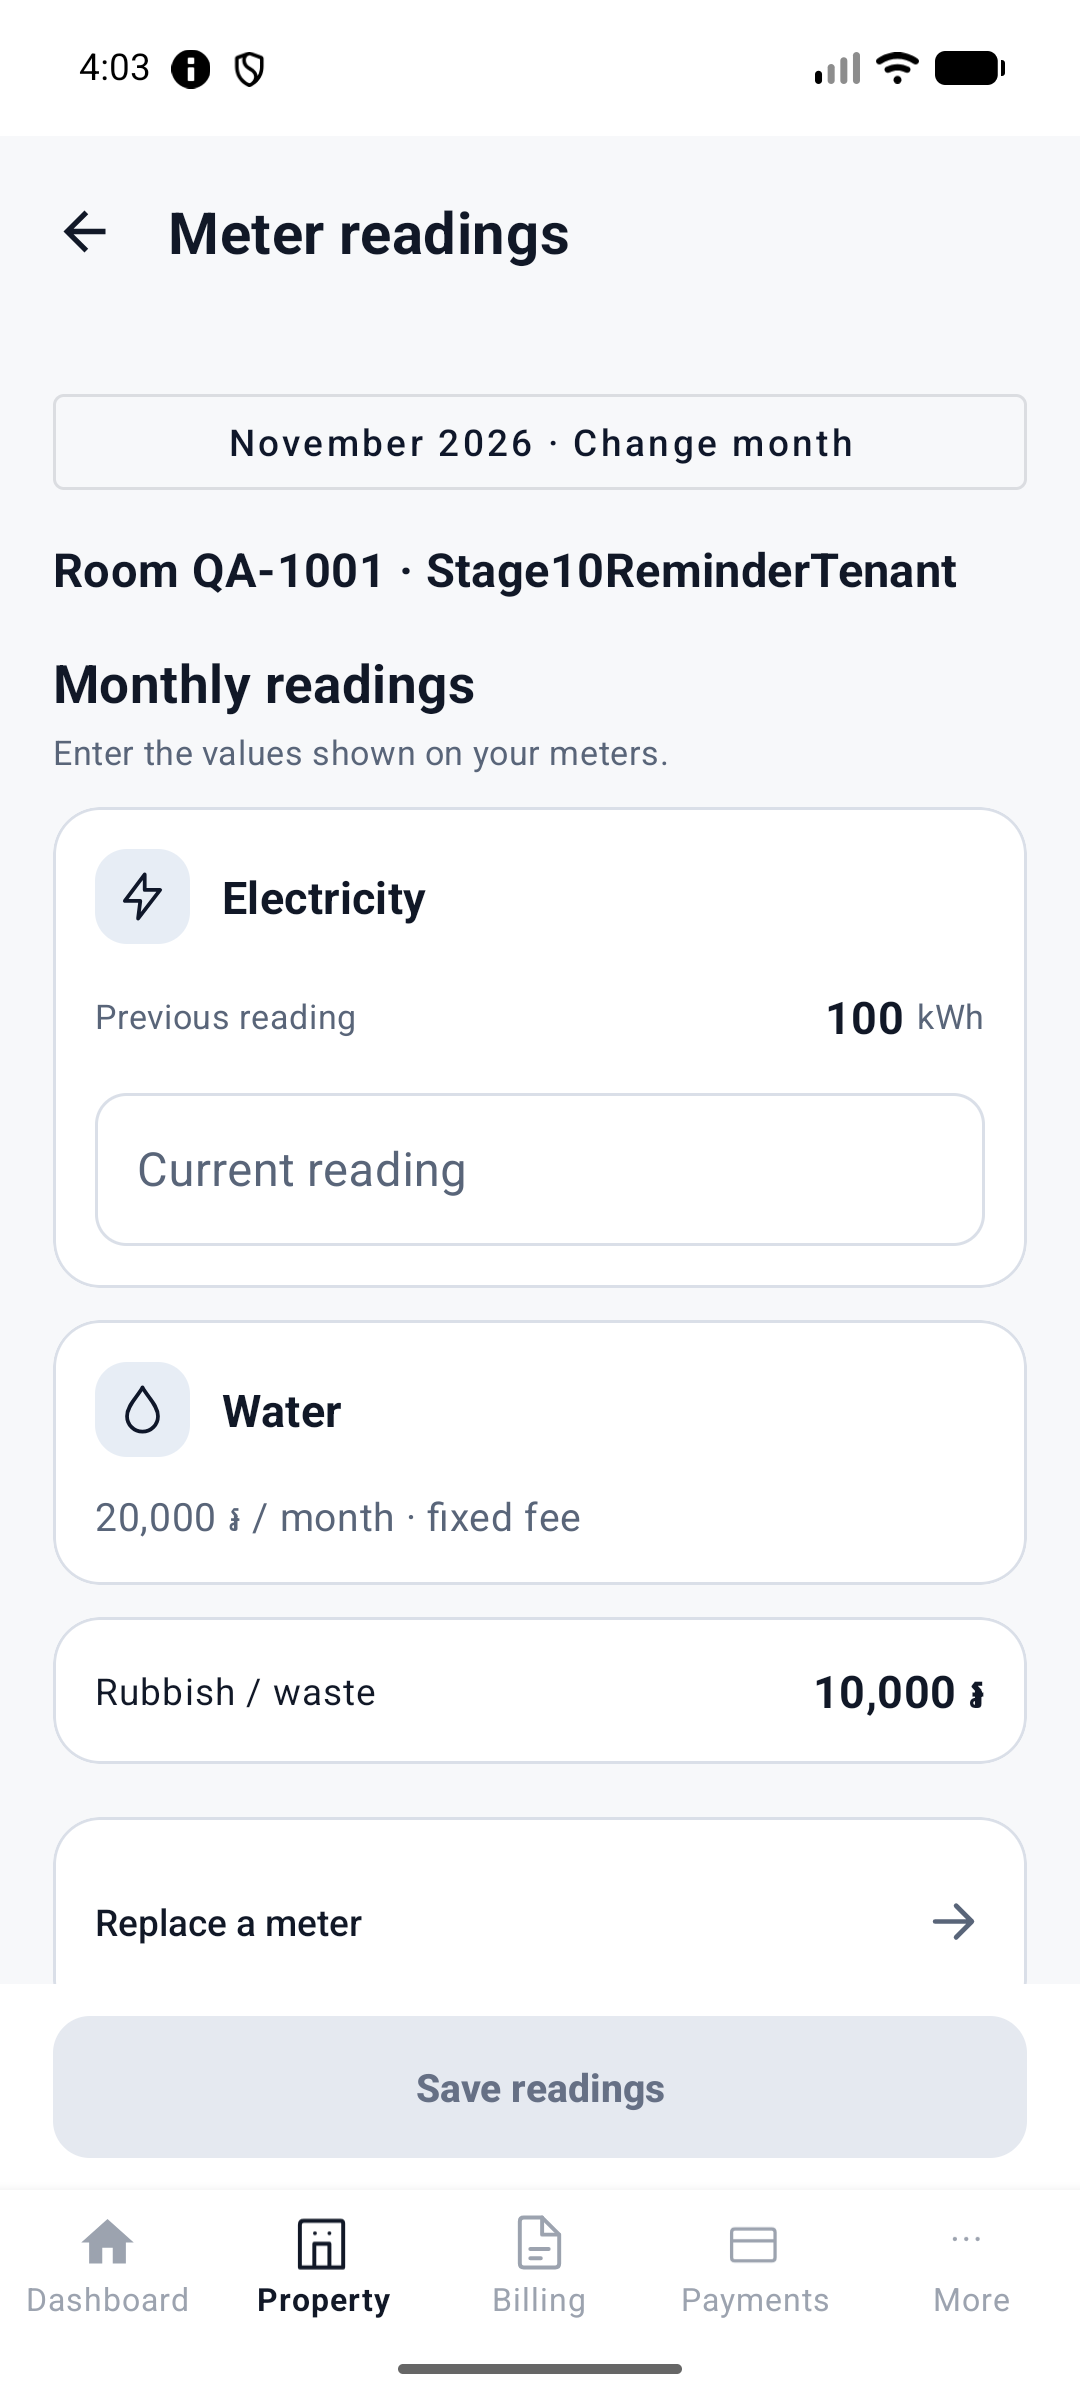 4:03
Meter readings
November 2026 · Change month
Room QA-1001 · Stage10ReminderTenant
Monthly readings
Enter the values shown on your meters.
Electricity
Previous reading 100 kWh
Current reading
Water
20,000 ៛ / month · fixed fee
Rubbish / waste 10,000 ៛
Replace a meter
Save readings
Dashboard Property Billing Payments More